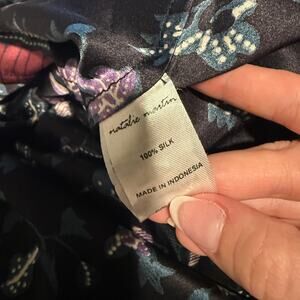 natalie martin
100% SILK
MADE IN INDONESIA